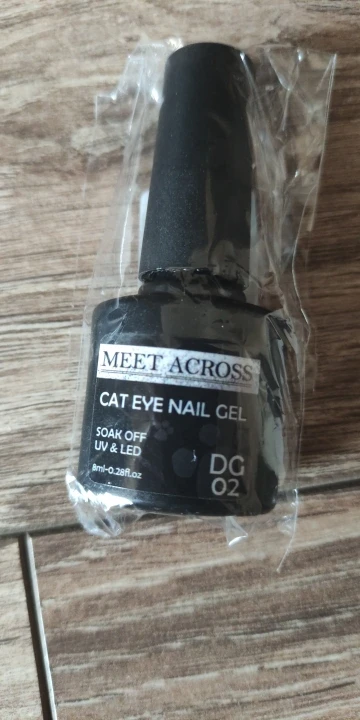 MEET ACROSS
CAT EYE NAIL GEL
SOAK OFF
UV & LED
8ml-0.28fl.oz
DG
02